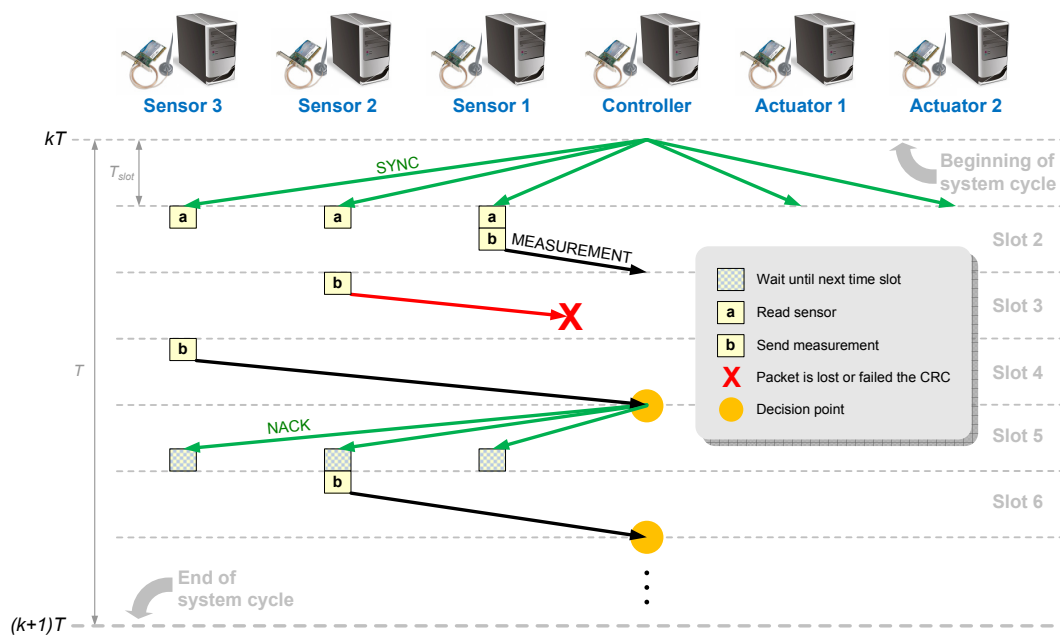 Sensor 3
Sensor 2
Sensor 1
Controller
Actuator 1
Actuator 2
kT
Tslot
SYNC
Beginning of
system cycle
a
a
a
b
MEASUREMENT
Slot 2
Wait until next time slot
b
Slot 3
a
Read sensor
b
Send measurement
b
Slot 4
X
Packet is lost or failed the CRC
T
Decision point
NACK
Slot 5
b
Slot 6
End of
system cycle
(k+1)T